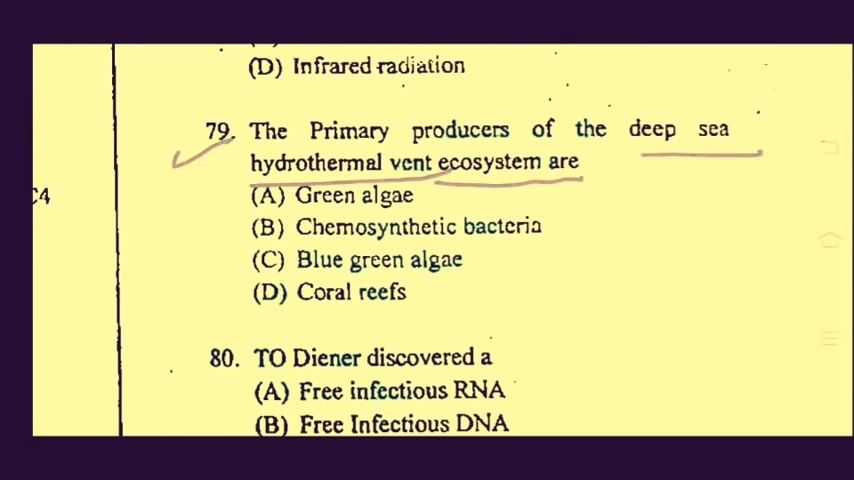 (D) Infrared radiation
79. The Primary producers of the deep sea
hydrothermal vent ecosystem are
C4
(A) Green algae
(B) Chemosynthetic bacteria
(C) Blue green algae
(D) Coral reefs
80. TO Diener discovered a
(A) Free infectious RNA
(B) Free Infectious DNA